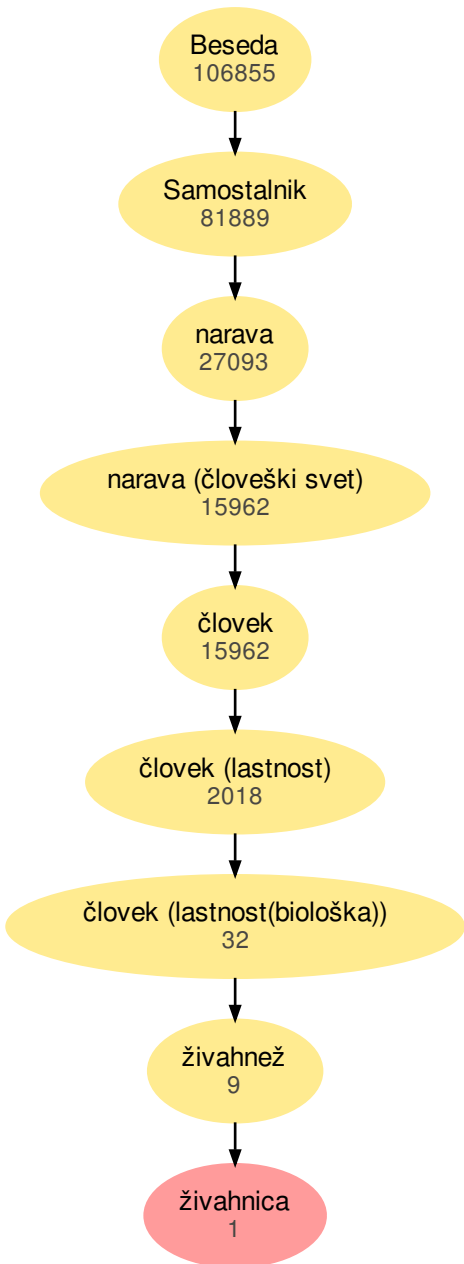 Beseda
106855
Samostalnik
81889
narava
27093
narava (človeški svet)
15962
človek
15962
človek (lastnost)
2018
človek (lastnost(biološka))
32
živahnež
9
živahnica
1